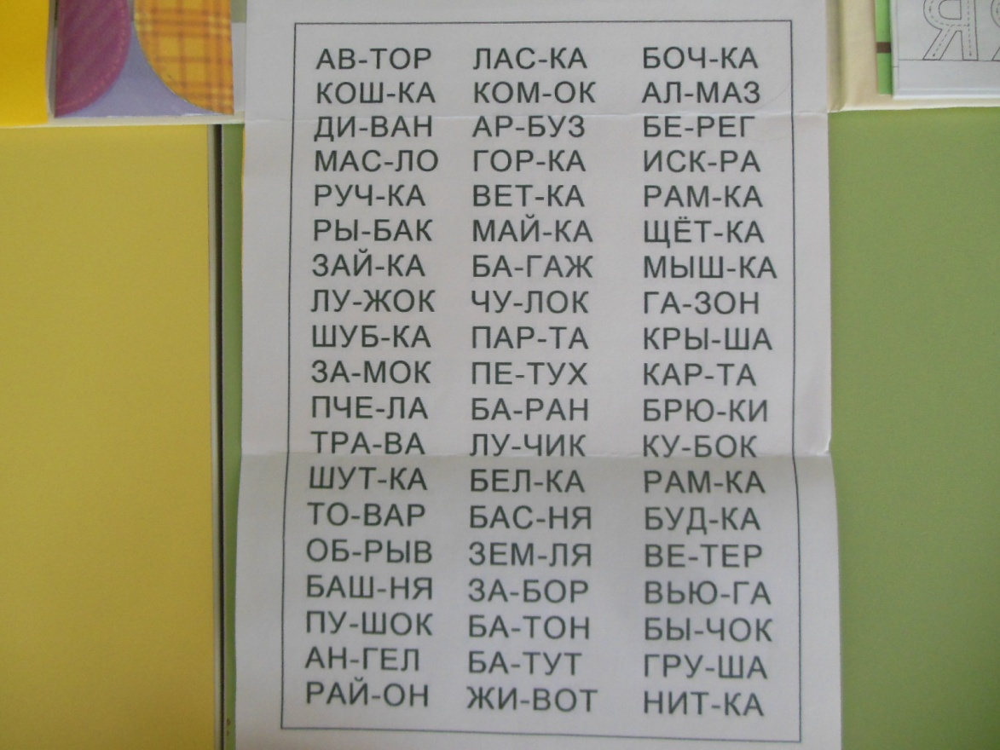 АВ-ТОР ЛАС-КА БОЧ-КА
КОШ-КА КОМ-ОК АЛ-МАЗ
ДИ-ВАН АР-БУЗ БЕ-РЕГ
МАС-ЛО ГОР-КА ИСК-РА
РУЧ-КА ВЕТ-КА РАМ-КА
РЫ-БАК МАЙ-КА ЩЁТ-КА
ЗАЙ-КА БА-ГАЖ МЫШ-КА
ЛУ-ЖОК ЧУ-ЛОК ГА-ЗОН
ШУБ-КА ПАР-ТА КРЫ-ША
ЗА-МОК ПЕ-ТУХ КАР-ТА
ПЧЕ-ЛА БА-РАН БРЮ-КИ
ТРА-ВА ЛУ-ЧИК КУ-БОК
ШУТ-КА БЕЛ-КА РАМ-КА
ТО-ВАР БАС-НЯ БУД-КА
ОБ-РЫВ ЗЕМ-ЛЯ ВЕ-ТЕР
БАШ-НЯ ЗА-БОР ВЬЮ-ГА
ПУ-ШОК БА-ТОН БЫ-ЧОК
АН-ГЕЛ БА-ТУТ ГРУ-ША
РАЙ-ОН ЖИ-ВОТ НИТ-КА